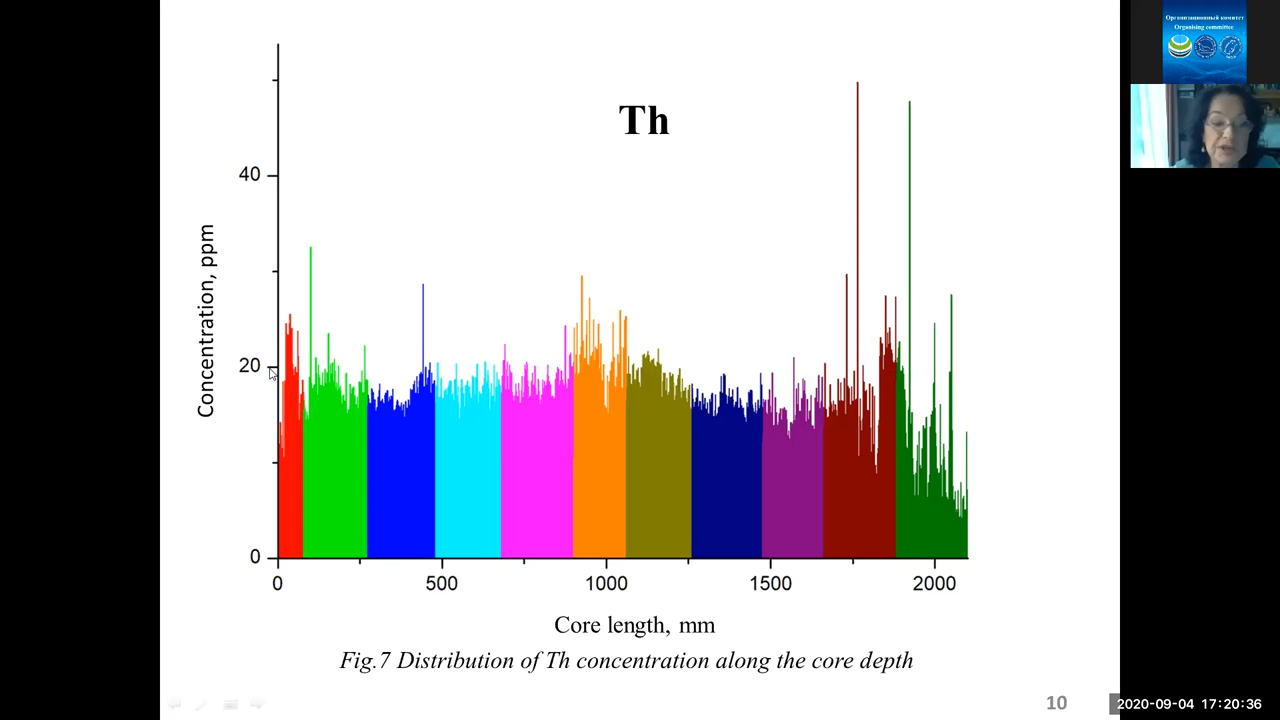 Th
Concentration, ppm
40
20
0
0 500 1000 1500 2000
Core length, mm
Fig.7 Distribution of Th concentration along the core depth
10
Организационный комитет
Organising committee
2020-09-04 17:20:36